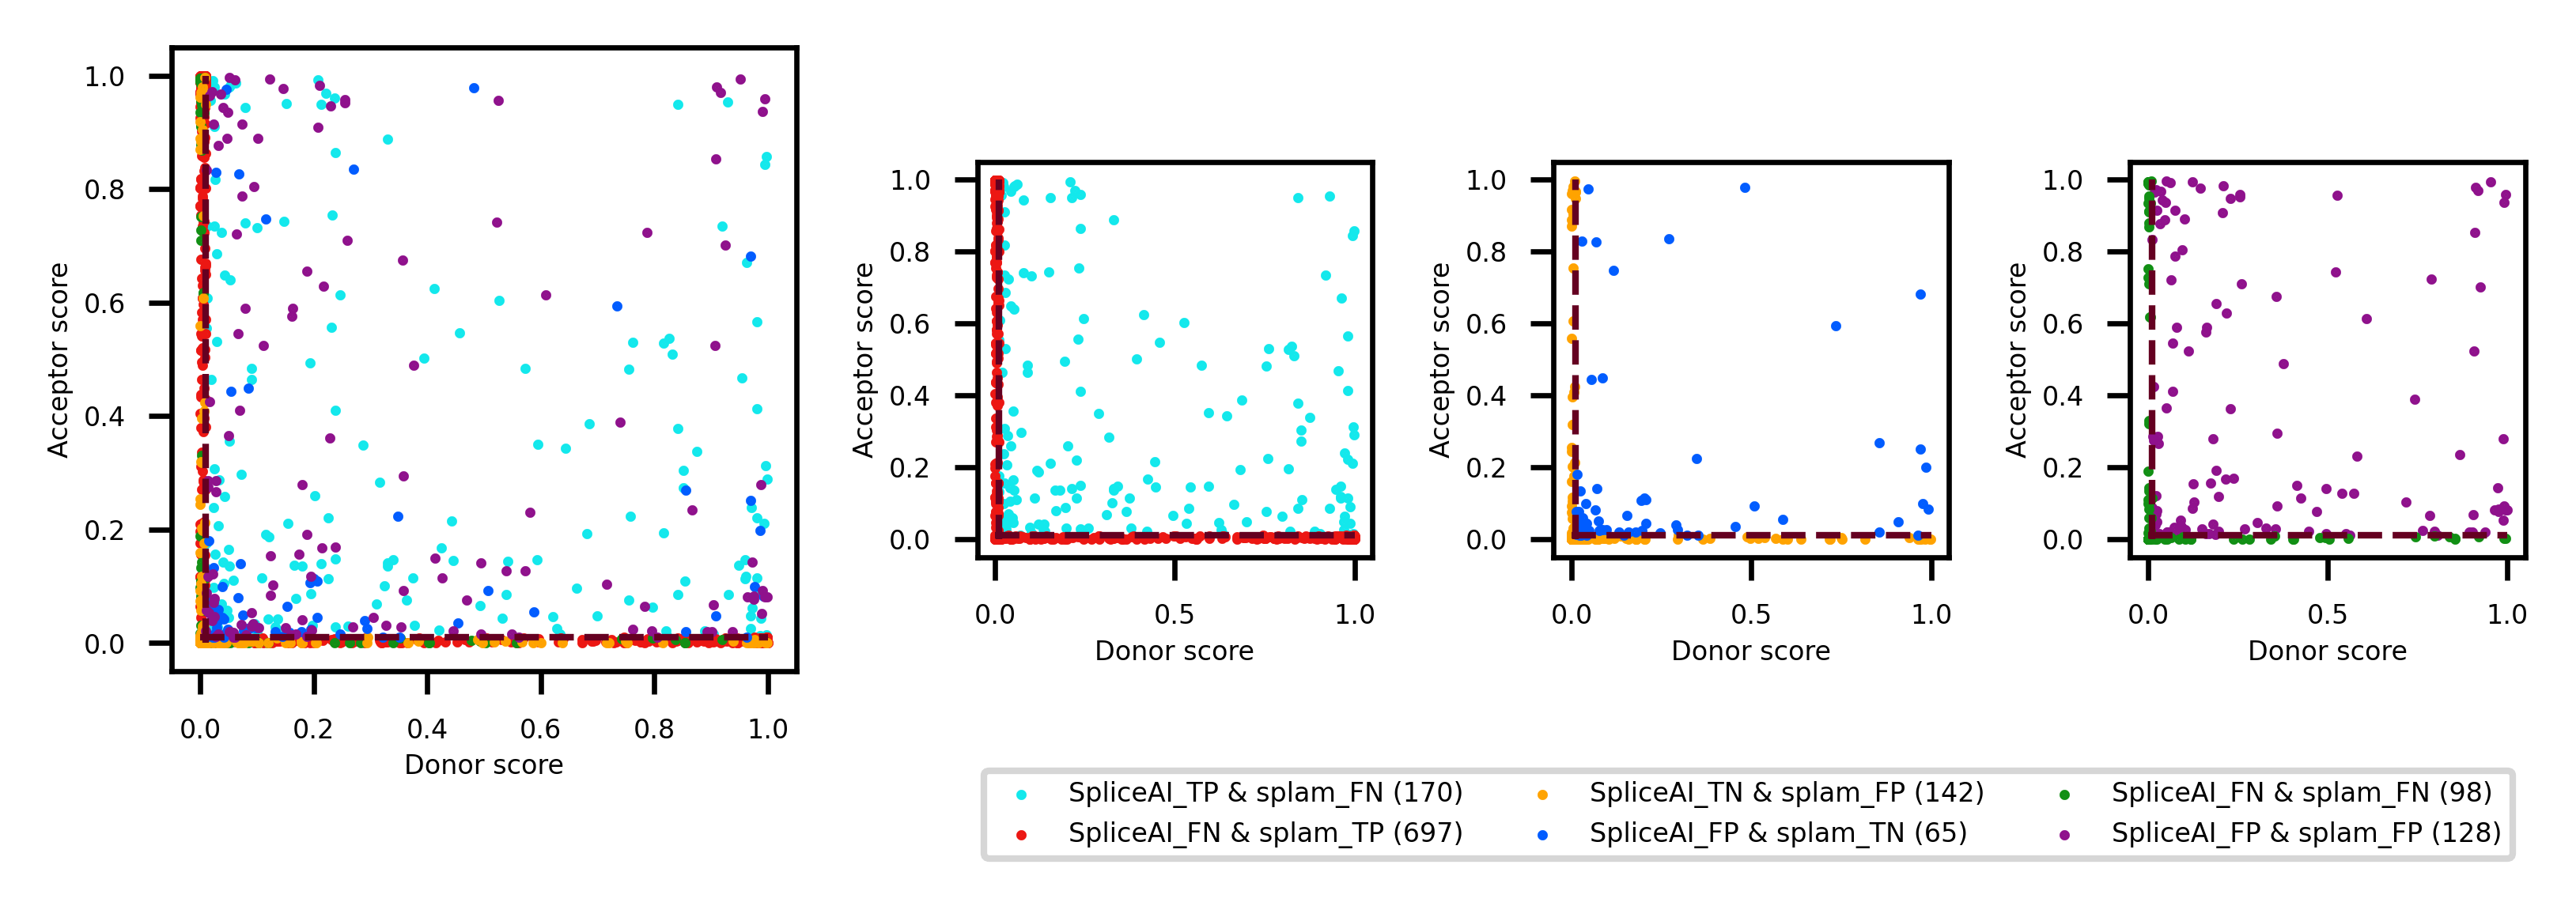 1.0
0.8
0.6
0.4
0.2
0.0
Acceptor score
0.0 0.2 0.4 0.6 0.8 1.0
Donor score
1.0
0.8
0.6
0.4
0.2
0.0
Acceptor score
0.0 0.5 1.0
Donor score
1.0
0.8
0.6
0.4
0.2
0.0
Acceptor score
0.0 0.5 1.0
Donor score
1.0
0.8
0.6
0.4
0.2
0.0
Acceptor score
0.0 0.5 1.0
Donor score
SpliceAI_TP & splam_FN (170)
SpliceAI_FN & splam_TP (697)
SpliceAI_TN & splam_FP (142)
SpliceAI_FP & splam_TN (65)
SpliceAI_FN & splam_FN (98)
SpliceAI_FP & splam_FP (128)